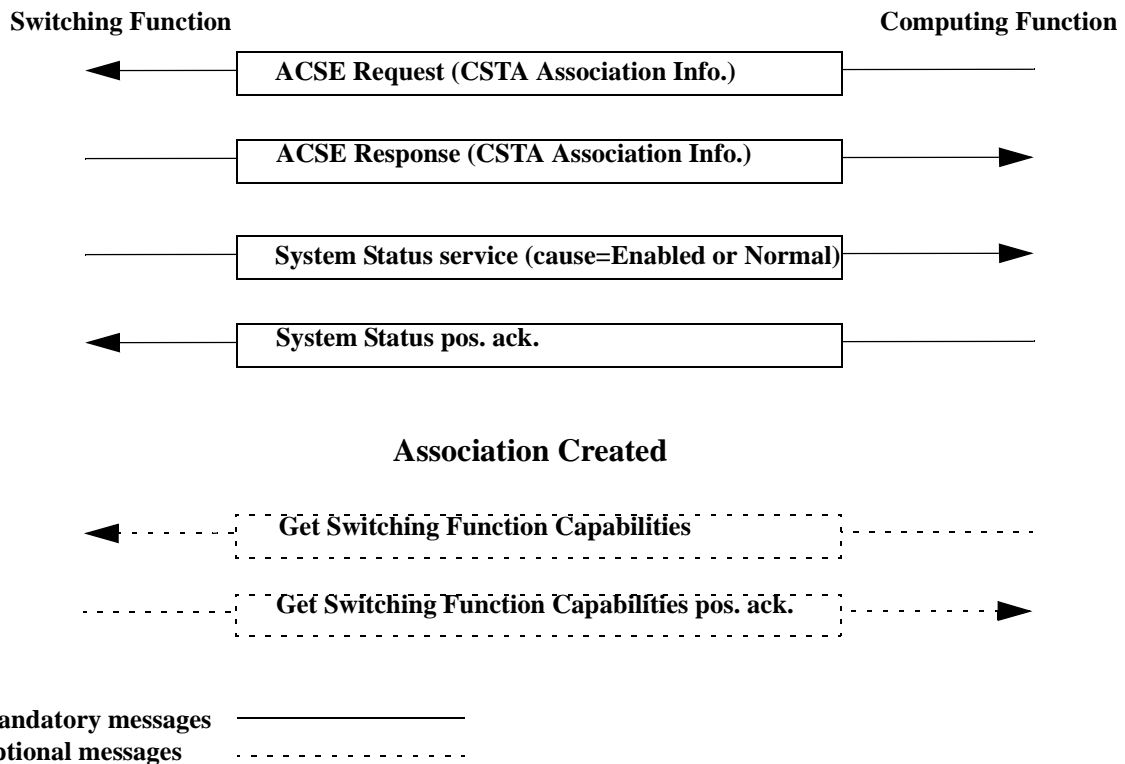 Switching Function
Computing Function
ACSE Request (CSTA Association Info.)
ACSE Response (CSTA Association Info.)
System Status service (cause=Enabled or Normal)
System Status pos. ack.
Association Created
Get Switching Function Capabilities
Get Switching Function Capabilities pos. ack.
andatory messages
ptional messages